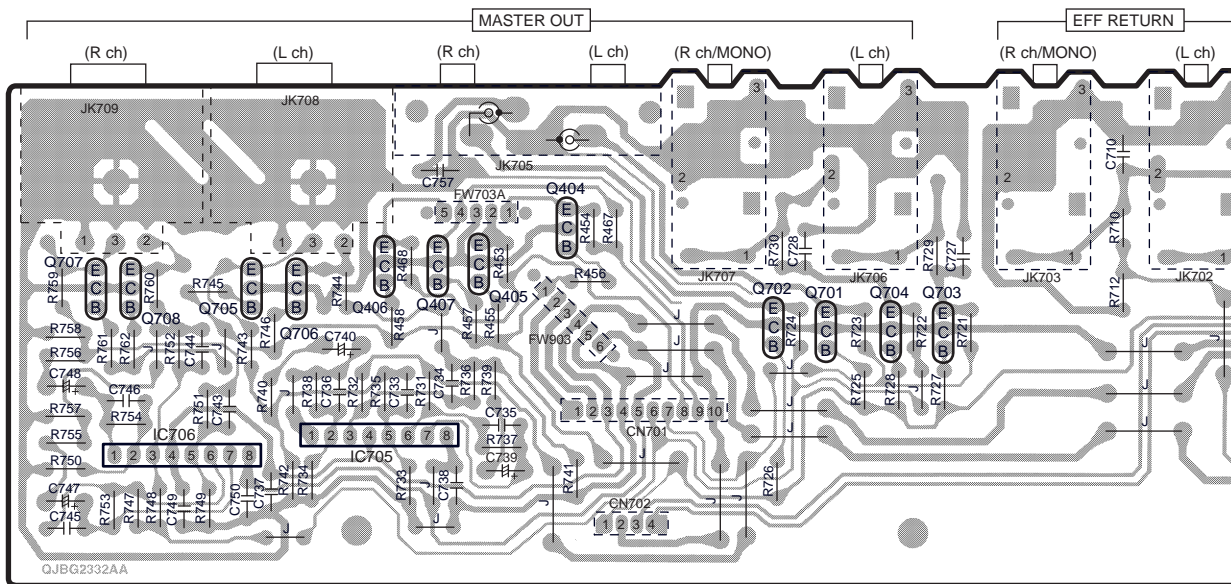 MASTER OUT EFF RETURN
(R ch) (L ch) (R ch) (L ch) (R ch/MONO) (L ch) (R ch/MONO) (L ch)
JK709 JK708 3 3 3
JK705 C710
C757 2 2 2 2
FW703A Q404
5 4 3 2 1 E C B R454 R467
1 3 2 1 3 2 R730 C728 R729 C727 R710
1 1 1
Q707 R759 E C B E C B R760 R745 E C B E C B R744 E C B R468 E C B E C B R453 R456 JK707 JK706 JK703 JK702
Q708 Q705 Q706 Q406 Q407 Q405 Q702 Q701 Q704 Q703 R712
R758 R761 R762 J R752 C744 R743 R746 C740 R458 J R457 R455 2 3 4 5 6 J E C B R724 E C B R723 E C B R722 E C B R721
R756 FW903 J J
C748 C746 R740 J R738 C736 R732 R735 C733 R731 C734 R736 R739 J J R725 R728 R727
R757 R754 R751 C743 1 2 3 4 5 6 7 8 9 10 J J
R755 IC706 1 2 3 4 5 6 7 8 C735 CN701 J J
R750 1 2 3 4 5 6 7 8 IC705 R737 J
R742 R734 R733 J C738 C739 J R741 J J R726
C747 R753 R747 R748 C749 R749 C750 C737 CN702
C745 J 1 2 3 4
QJBG2332AA